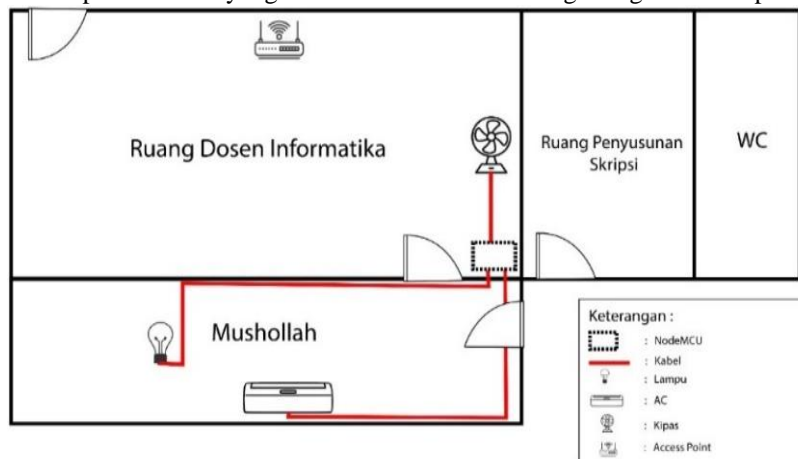 Ruang Dosen Informatika
Ruang Penyusunan
Skripsi
WC
Mushollah
Keterangan :
: NodeMCU
: Kabel
: Lampu
: AC
: Kipas
: Access Point